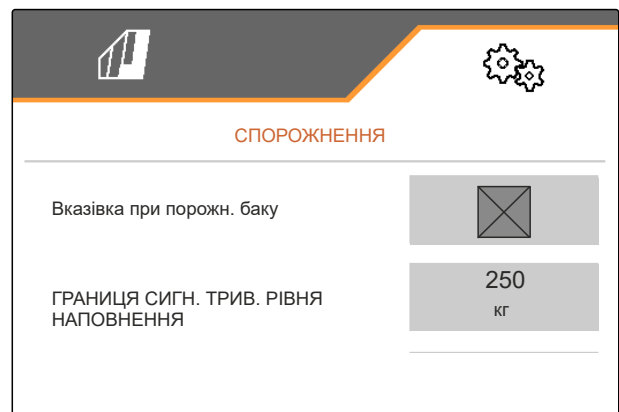 СПОРОЖНЕННЯ
Вказівка при порожн. баку
ГРАНИЦЯ СИГН. ТРИВ. РІВНЯ
НАПОВНЕННЯ
250
кг